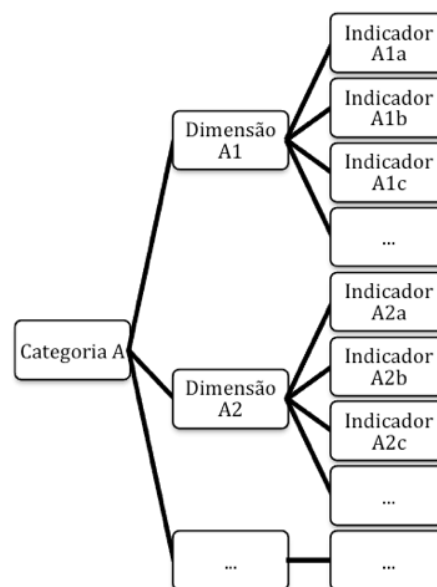 Indicador
A1a
Indicador
A1b
Dimensão
A1
Indicador
A1c
...
Indicador
A2a
Categoria A
Indicador
A2b
Dimensão
A2
Indicador
A2c
...
...
...